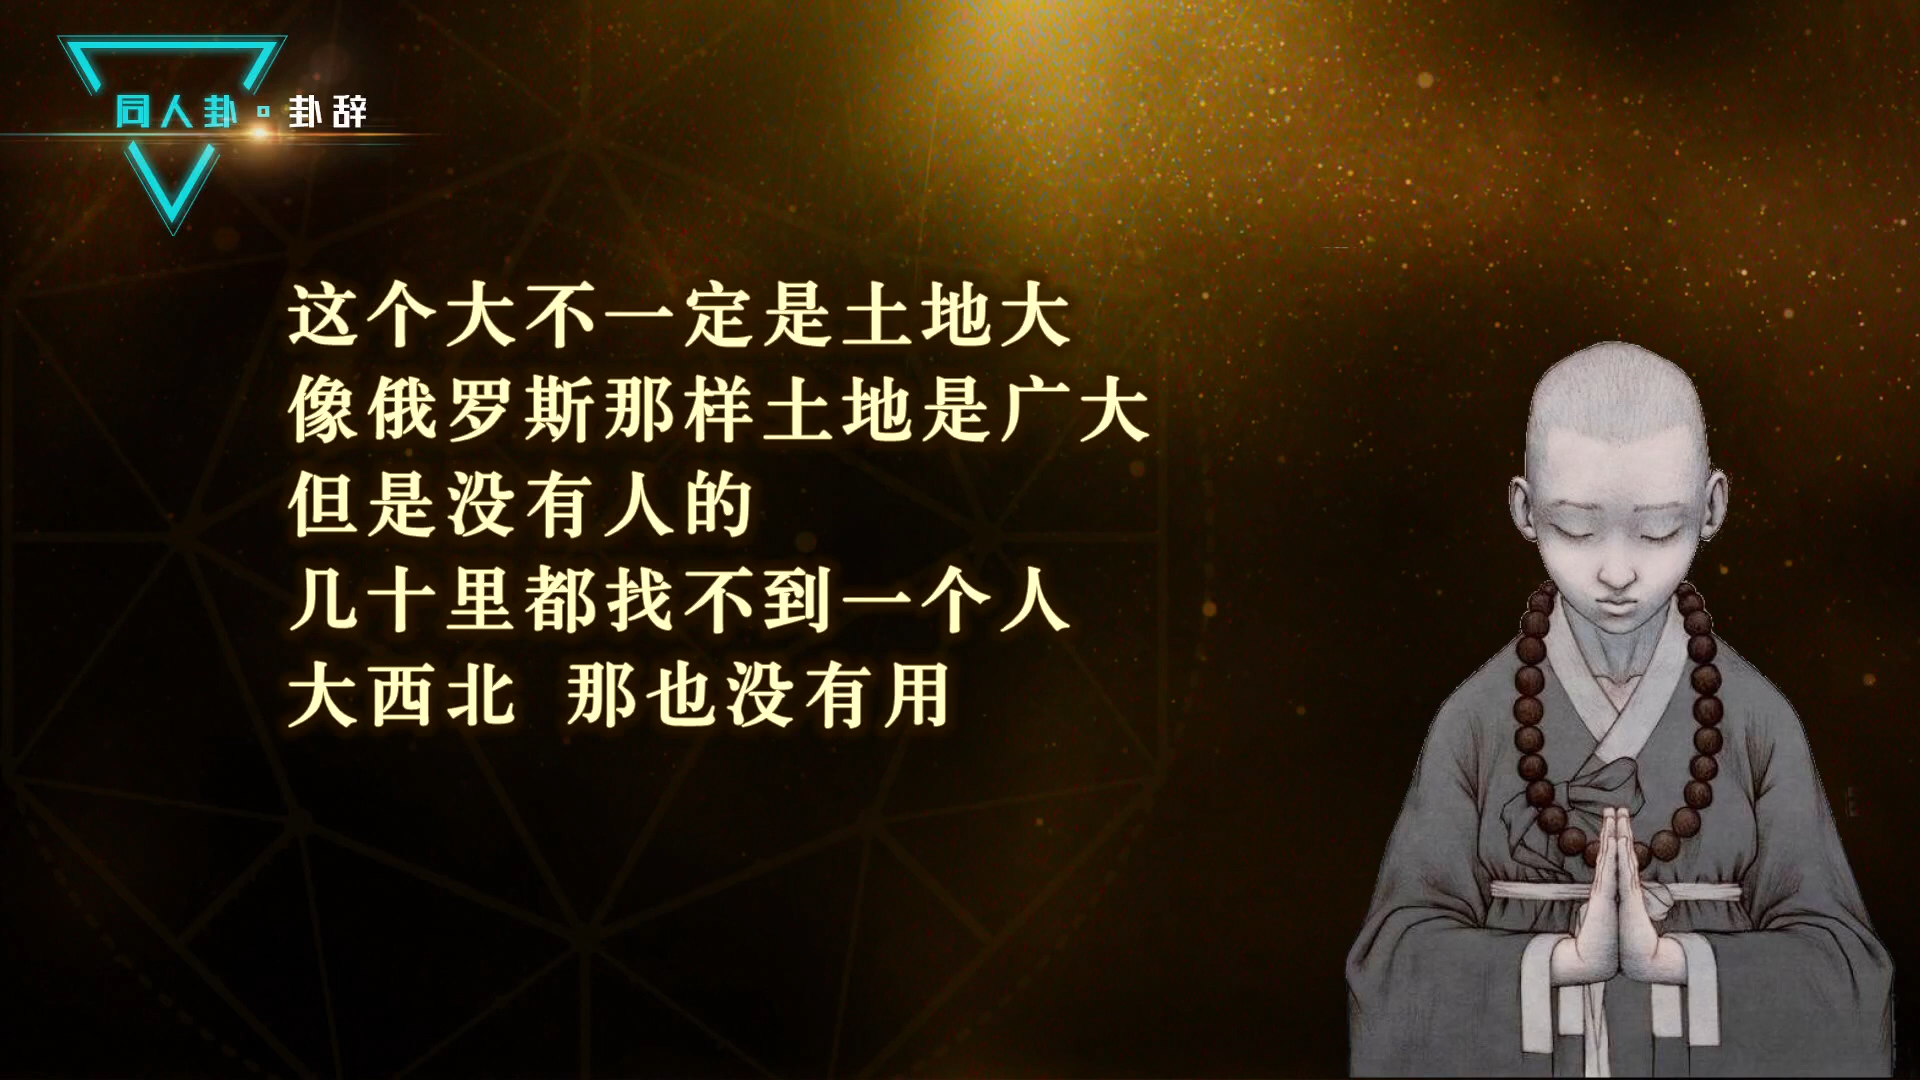 同人卦·卦辞
这个大不一定是土地大
像俄罗斯那样土地是广大
但是没有人的
几十里都找不到一个人
大西北 那也没有用